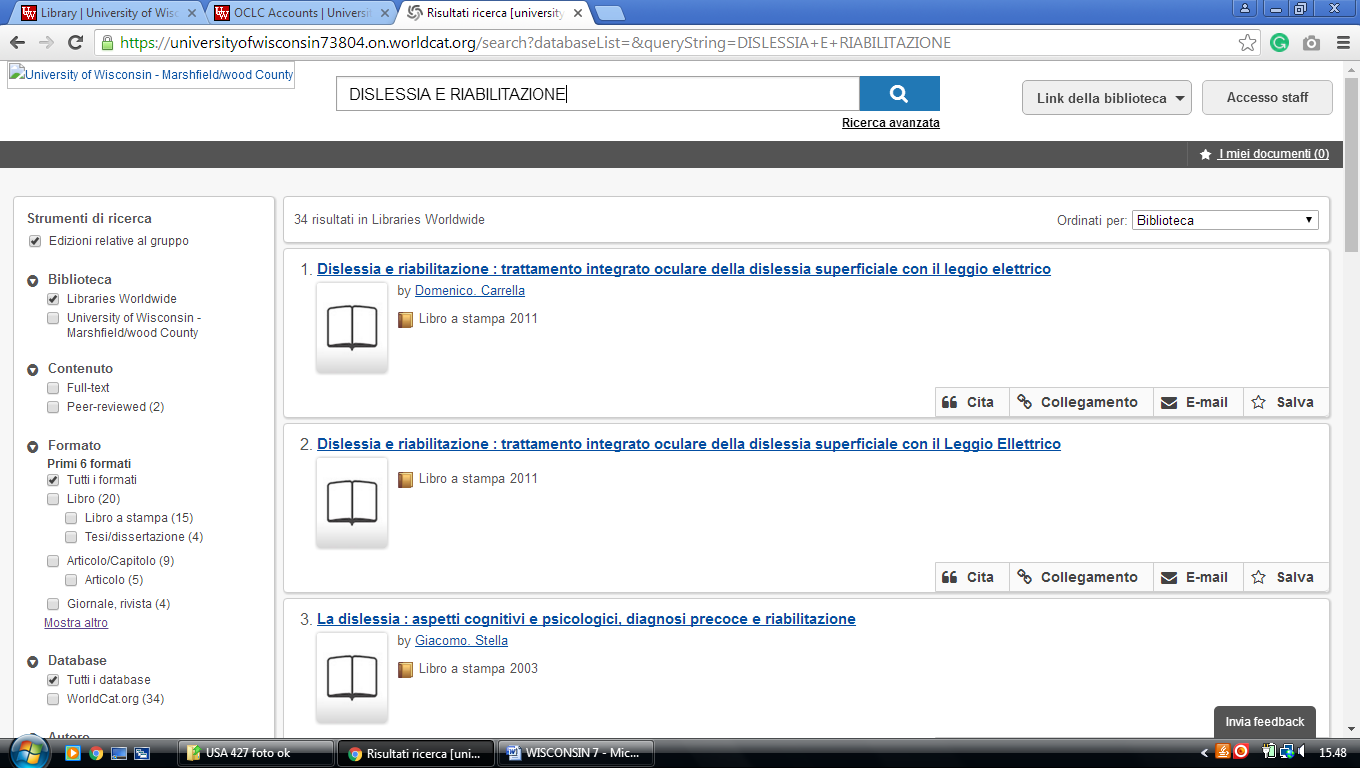 Library | University of Wisc
OCLC Accounts | Universit
Risultati ricerca [university
https://universityofwisconsin73804.on.worldcat.org/search?databaseList=&queryString=DISLESSIA+E+RIABILITAZIONE
University of Wisconsin - Marshfield/wood County
DISLESSIA E RIABILITAZIONE
Ricerca avanzata
Link della biblioteca
Accesso staff
I miei documenti (0)
Strumenti di ricerca
Edizioni relative al gruppo
Biblioteca
Libraries Worldwide
University of Wisconsin -
Marshfield/wood County
Contenuto
Full-text
Peer-reviewed (2)
Formato
Primi 6 formati
Tutti i formati
Libro (20)
Libro a stampa (15)
Tesi/dissertazione (4)
Articolo/Capitolo (9)
Articolo (5)
Giornale, rivista (4)
Mostra altro
Database
Tutti i database
WorldCat.org (34)
Autore
34 risultati in Libraries Worldwide
Ordinati per: Biblioteca
1. Dislessia e riabilitazione : trattamento integrato oculare della dislessia superficiale con il leggio elettrico
by Domenico. Carrella
Libro a stampa 2011
Cita Collegamento E-mail Salva
2. Dislessia e riabilitazione : trattamento integrato oculare della dislessia superficiale con il Leggio Ellettrico
Libro a stampa 2011
Cita Collegamento E-mail Salva
3. La dislessia : aspetti cognitivi e psicologici, diagnosi precoce e riabilitazione
by Giacomo. Stella
Libro a stampa 2003
Invia feedback
USA 427 foto ok
Risultati ricerca [uni...
WISCONSIN 7 - Mic...
15.48